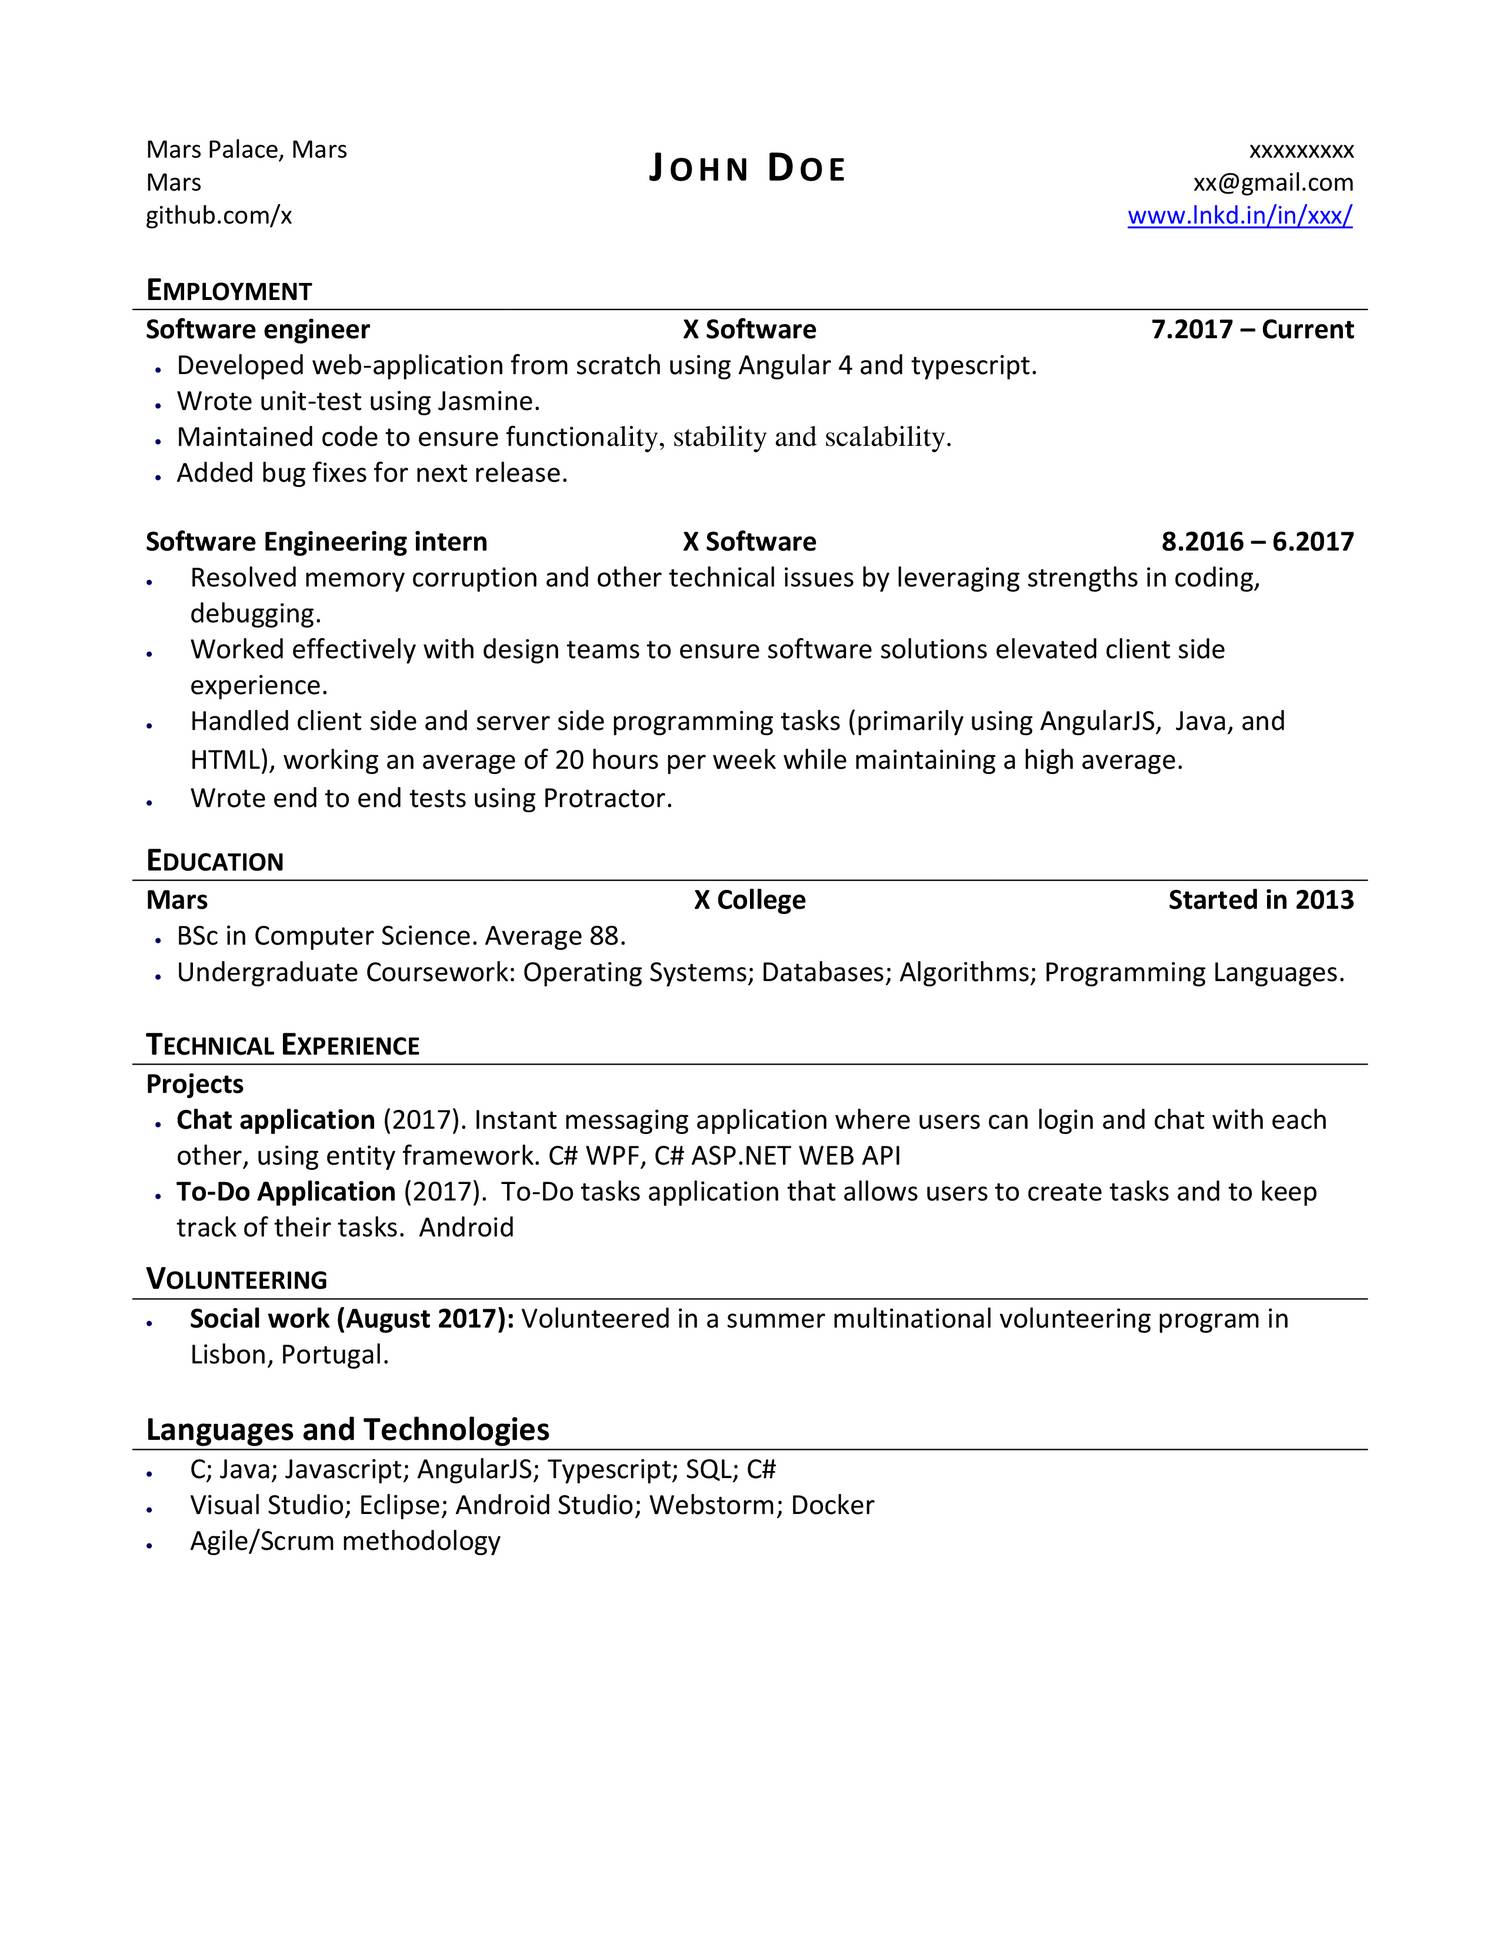 Mars Palace, Mars
Mars
github.com/x
JOHN DOE
xxxxxxxxx
xx@gmail.com
www.lnkd.in/in/xxx/
EMPLOYMENT
Software engineer X Software 7.2017 – Current
• Developed web-application from scratch using Angular 4 and typescript.
• Wrote unit-test using Jasmine.
• Maintained code to ensure functionality, stability and scalability.
• Added bug fixes for next release.
Software Engineering intern X Software 8.2016 – 6.2017
• Resolved memory corruption and other technical issues by leveraging strengths in coding,
debugging.
• Worked effectively with design teams to ensure software solutions elevated client side
experience.
• Handled client side and server side programming tasks (primarily using AngularJS,  Java, and
HTML), working an average of 20 hours per week while maintaining a high average.
• Wrote end to end tests using Protractor.
EDUCATION
Mars X College Started in 2013
• BSc in Computer Science. Average 88.
• Undergraduate Coursework: Operating Systems; Databases; Algorithms; Programming Languages.
TECHNICAL EXPERIENCE
Projects
• Chat application (2017). Instant messaging application where users can login and chat with each
other, using entity framework. C# WPF, C# ASP.NET WEB API
• To-Do Application (2017).  To-Do tasks application that allows users to create tasks and to keep
track of their tasks.  Android
VOLUNTEERING
• Social work (August 2017): Volunteered in a summer multinational volunteering program in
Lisbon, Portugal.
Languages and Technologies
• C; Java; Javascript; AngularJS; Typescript; SQL; C#
• Visual Studio; Eclipse; Android Studio; Webstorm; Docker
• Agile/Scrum methodology